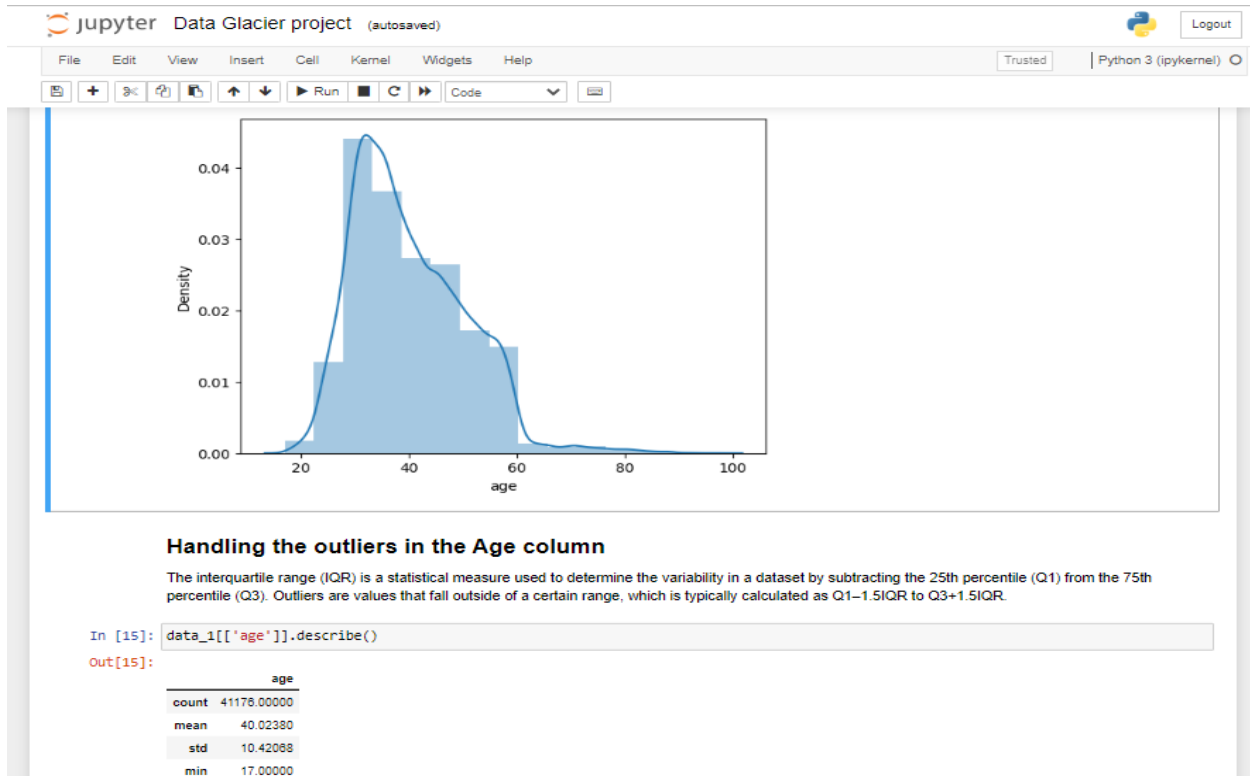 jupyter Data Glacier project (autosaved)
Logout
File Edit View Insert Cell Kernel Widgets Help
Trusted
Python 3 (ipykernel)
Run
Code
0.04
0.03
0.02
0.01
0.00
Density
20 40 60 80 100
age
Handling the outliers in the Age column
The interquartile range (IQR) is a statistical measure used to determine the variability in a dataset by subtracting the 25th percentile (Q1) from the 75th
percentile (Q3). Outliers are values that fall outside of a certain range, which is typically calculated as Q1–1.5IQR to Q3+1.5IQR.
In [15]: data_1[['age']].describe()
Out[15]:
age
count 41176.00000
mean 40.02380
std 10.42068
min 17.00000